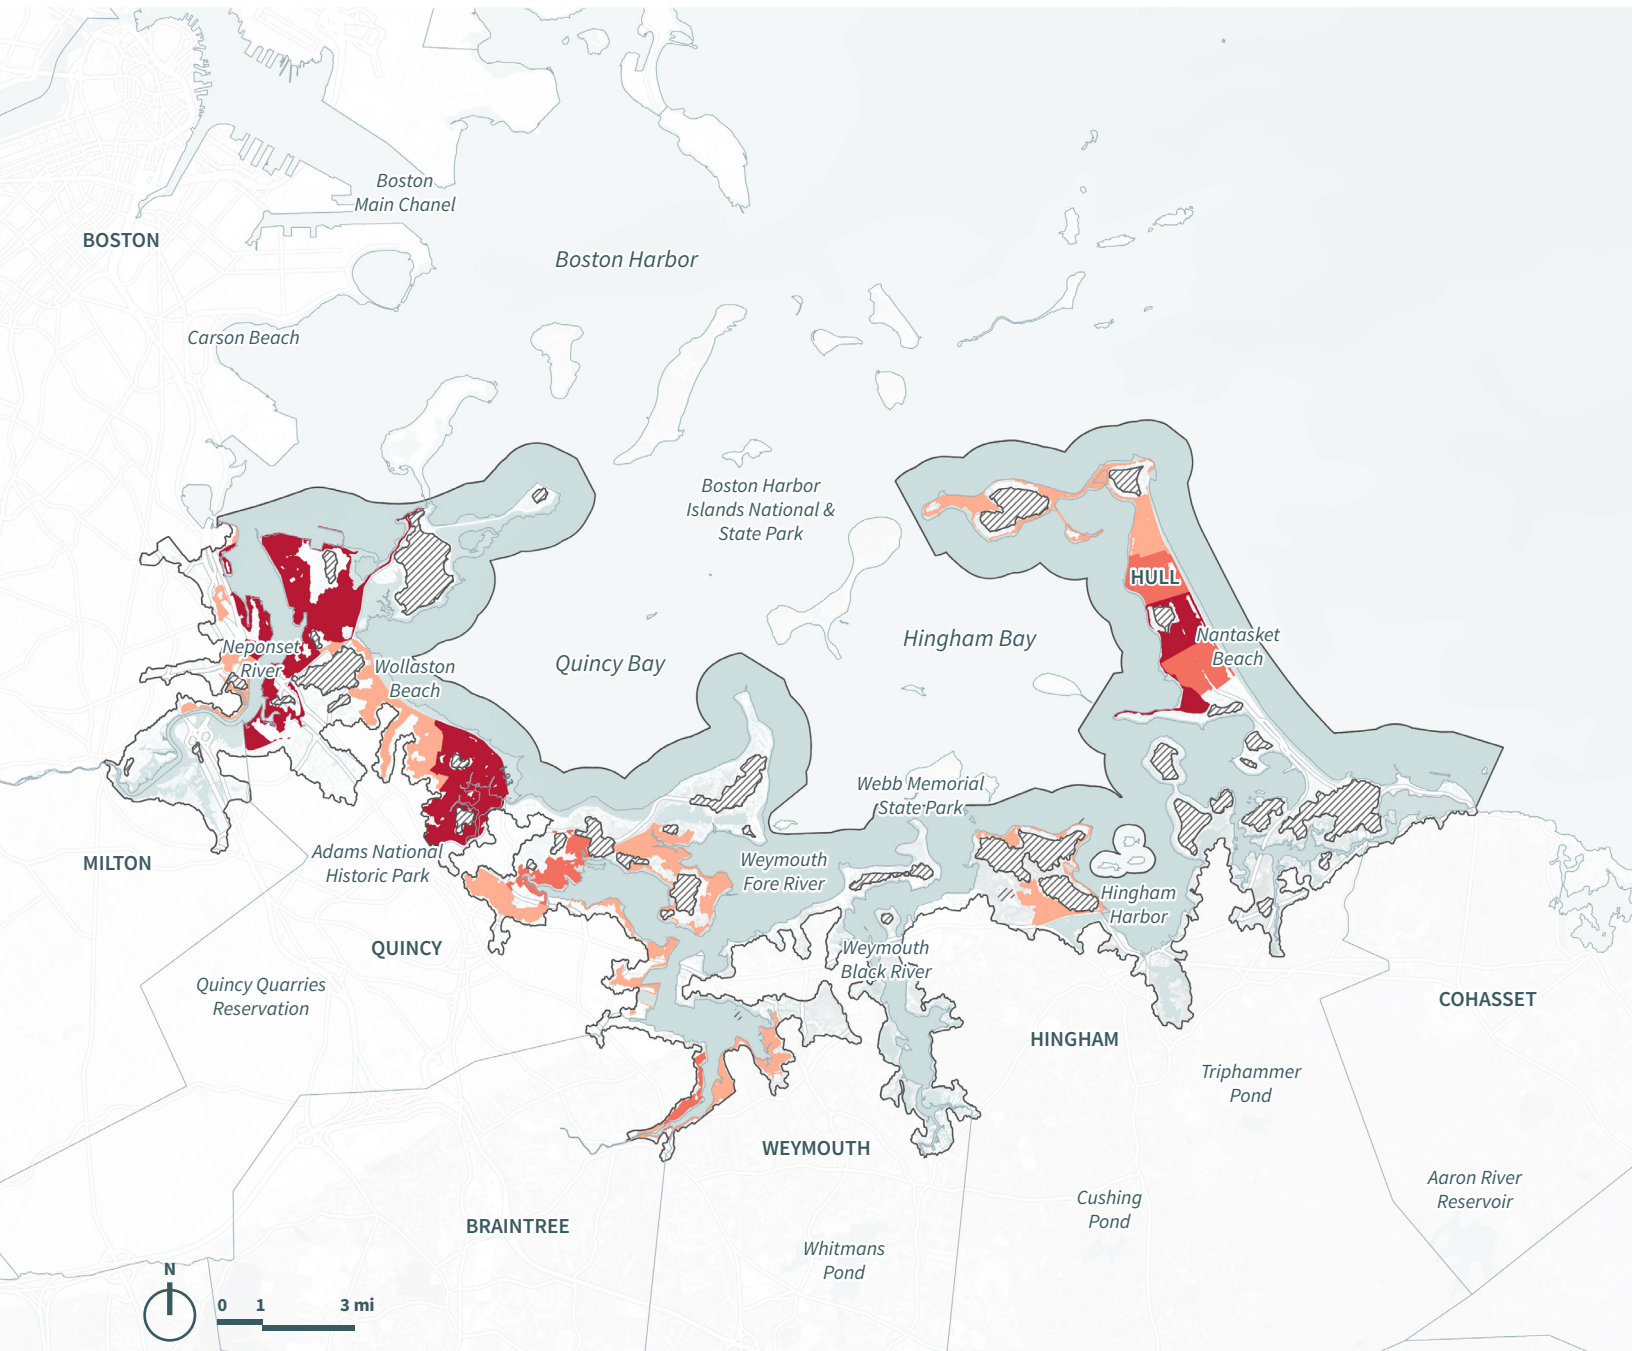 Boston
Main Chanel
BOSTON
Boston Harbor
Carson Beach
Boston Harbor
Islands National &
State Park
HULL
Neponset
River
Wollaston
Beach
Quincy Bay
Hingham Bay
Nantasket
Beach
Webb Memorial
State Park
MILTON
Adams National
Historic Park
Weymouth
Fore River
Hingham
Harbor
QUINCY
Weymouth
Black River
Quincy Quarries
Reservation
COHASSET
HINGHAM
Triphammer
Pond
WEYMOUTH
Aaron River
Reservoir
Cushing
Pond
BRAINTREE
Whitmans
Pond
N
0 1 3 mi